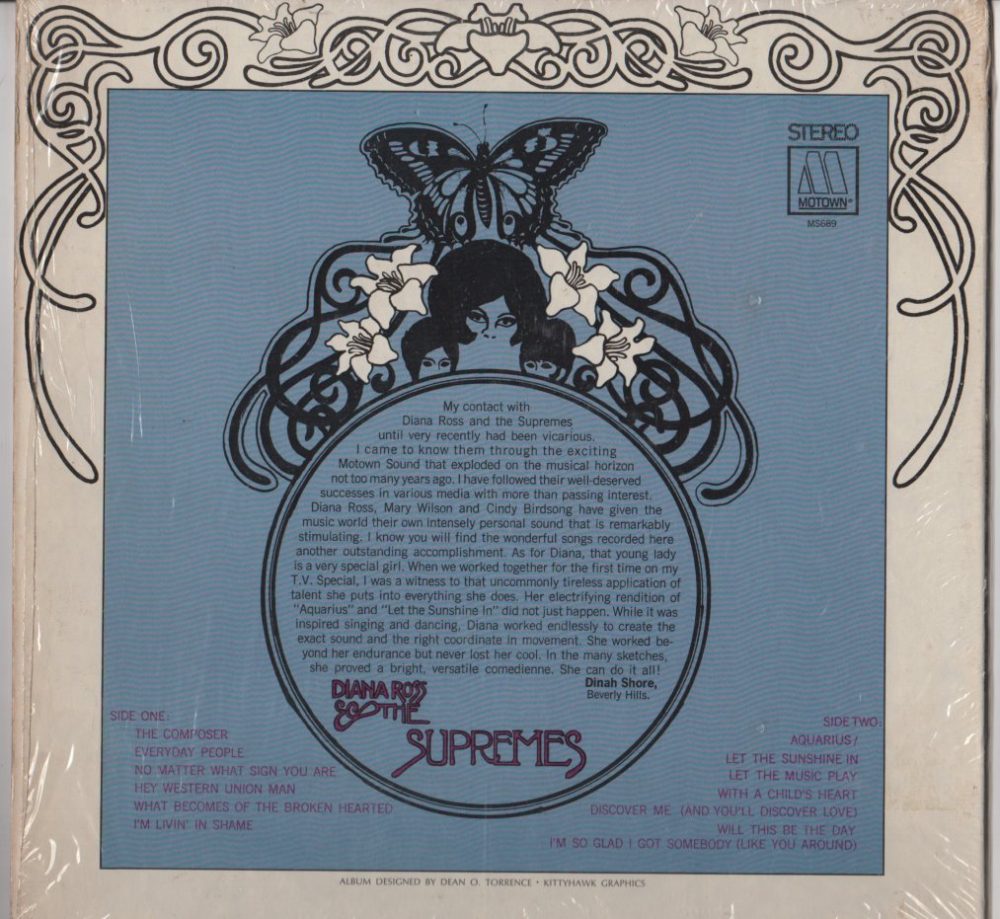 STEREO
MOTOWN®
MS689
My contact with
Diana Ross and the Supremes
until very recently had been vicarious.
I came to know them through the exciting
Motown Sound that exploded on the musical horizon
not too many years ago. I have followed their well-deserved
successes in various media with more than passing interest.
Diana Ross, Mary Wilson and Cindy Birdsong have given the
music world their own intensely personal sound that is remarkably
stimulating. I know you will find the wonderful songs recorded here
another outstanding accomplishment. As for Diana, that young lady
is a very special girl. When we worked together for the first time on my
T.V. Special, I was a witness to that uncommonly tireless application of
talent she puts into everything she does. Her electrifying rendition of
"Aquarius" and "Let the Sunshine In" did not just happen. While it was
inspired singing and dancing, Diana worked endlessly to create the
exact sound and the right coordinate in movement. She worked be-
yond her endurance but never lost her cool. In the many sketches,
she proved a bright, versatile comedienne. She can do it all!
Dinah Shore,
Beverly Hills.
DIANA ROSS
& THE
SUPREMES
SIDE ONE:
THE COMPOSER
EVERYDAY PEOPLE
NO MATTER WHAT SIGN YOU ARE
HEY WESTERN UNION MAN
WHAT BECOMES OF THE BROKEN HEARTED
I'M LIVIN' IN SHAME
SIDE TWO:
AQUARIUS/
LET THE SUNSHINE IN
LET THE MUSIC PLAY
WITH A CHILD'S HEART
DISCOVER ME (AND YOU'LL DISCOVER LOVE)
WILL THIS BE THE DAY
I'M SO GLAD I GOT SOMEBODY (LIKE YOU AROUND)
ALBUM DESIGNED BY DEAN O. TORRENCE • KITTYHAWK GRAPHICS